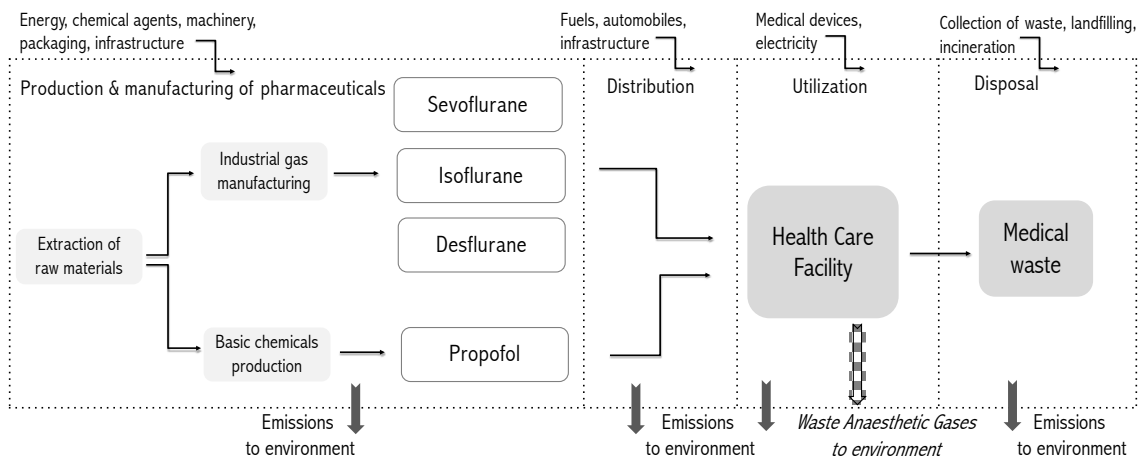 Energy, chemical agents, machinery,
packaging, infrastructure
Fuels, automobiles,
infrastructure
Medical devices,
electricity
Collection of waste, landfilling,
incineration
Production & manufacturing of pharmaceuticals
Distribution
Utilization
Disposal
Sevoflurane
Industrial gas
manufacturing
Isoflurane
Extraction of
raw materials
Desflurane
Health Care
Facility
Medical
waste
Basic chemicals
production
Propofol
Emissions
to environment
Emissions
to environment
Waste Anaesthetic Gases
to environment
Emissions
to environment